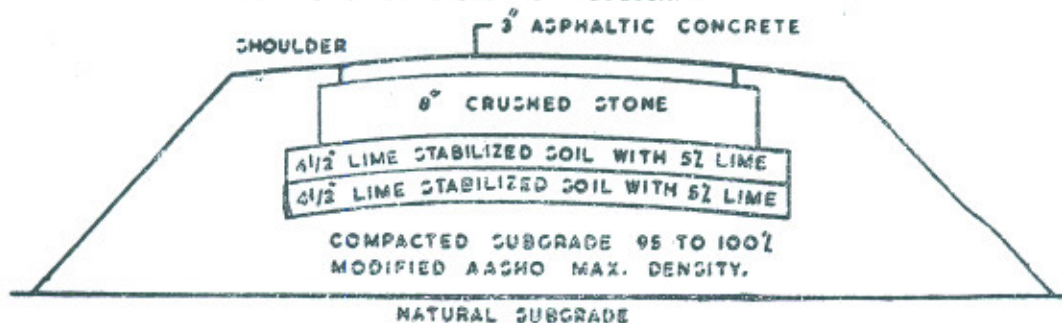 3" ASPHALTIC CONCRETE
SHOULDER
8" CRUSHED STONE
4 1/2" LIME STABILIZED SOIL WITH 5% LIME
4 1/2" LIME STABILIZED SOIL WITH 5% LIME
COMPACTED SUBGRADE 95 TO 100%
MODIFIED AASHO MAX. DENSITY.
NATURAL SUBGRADE